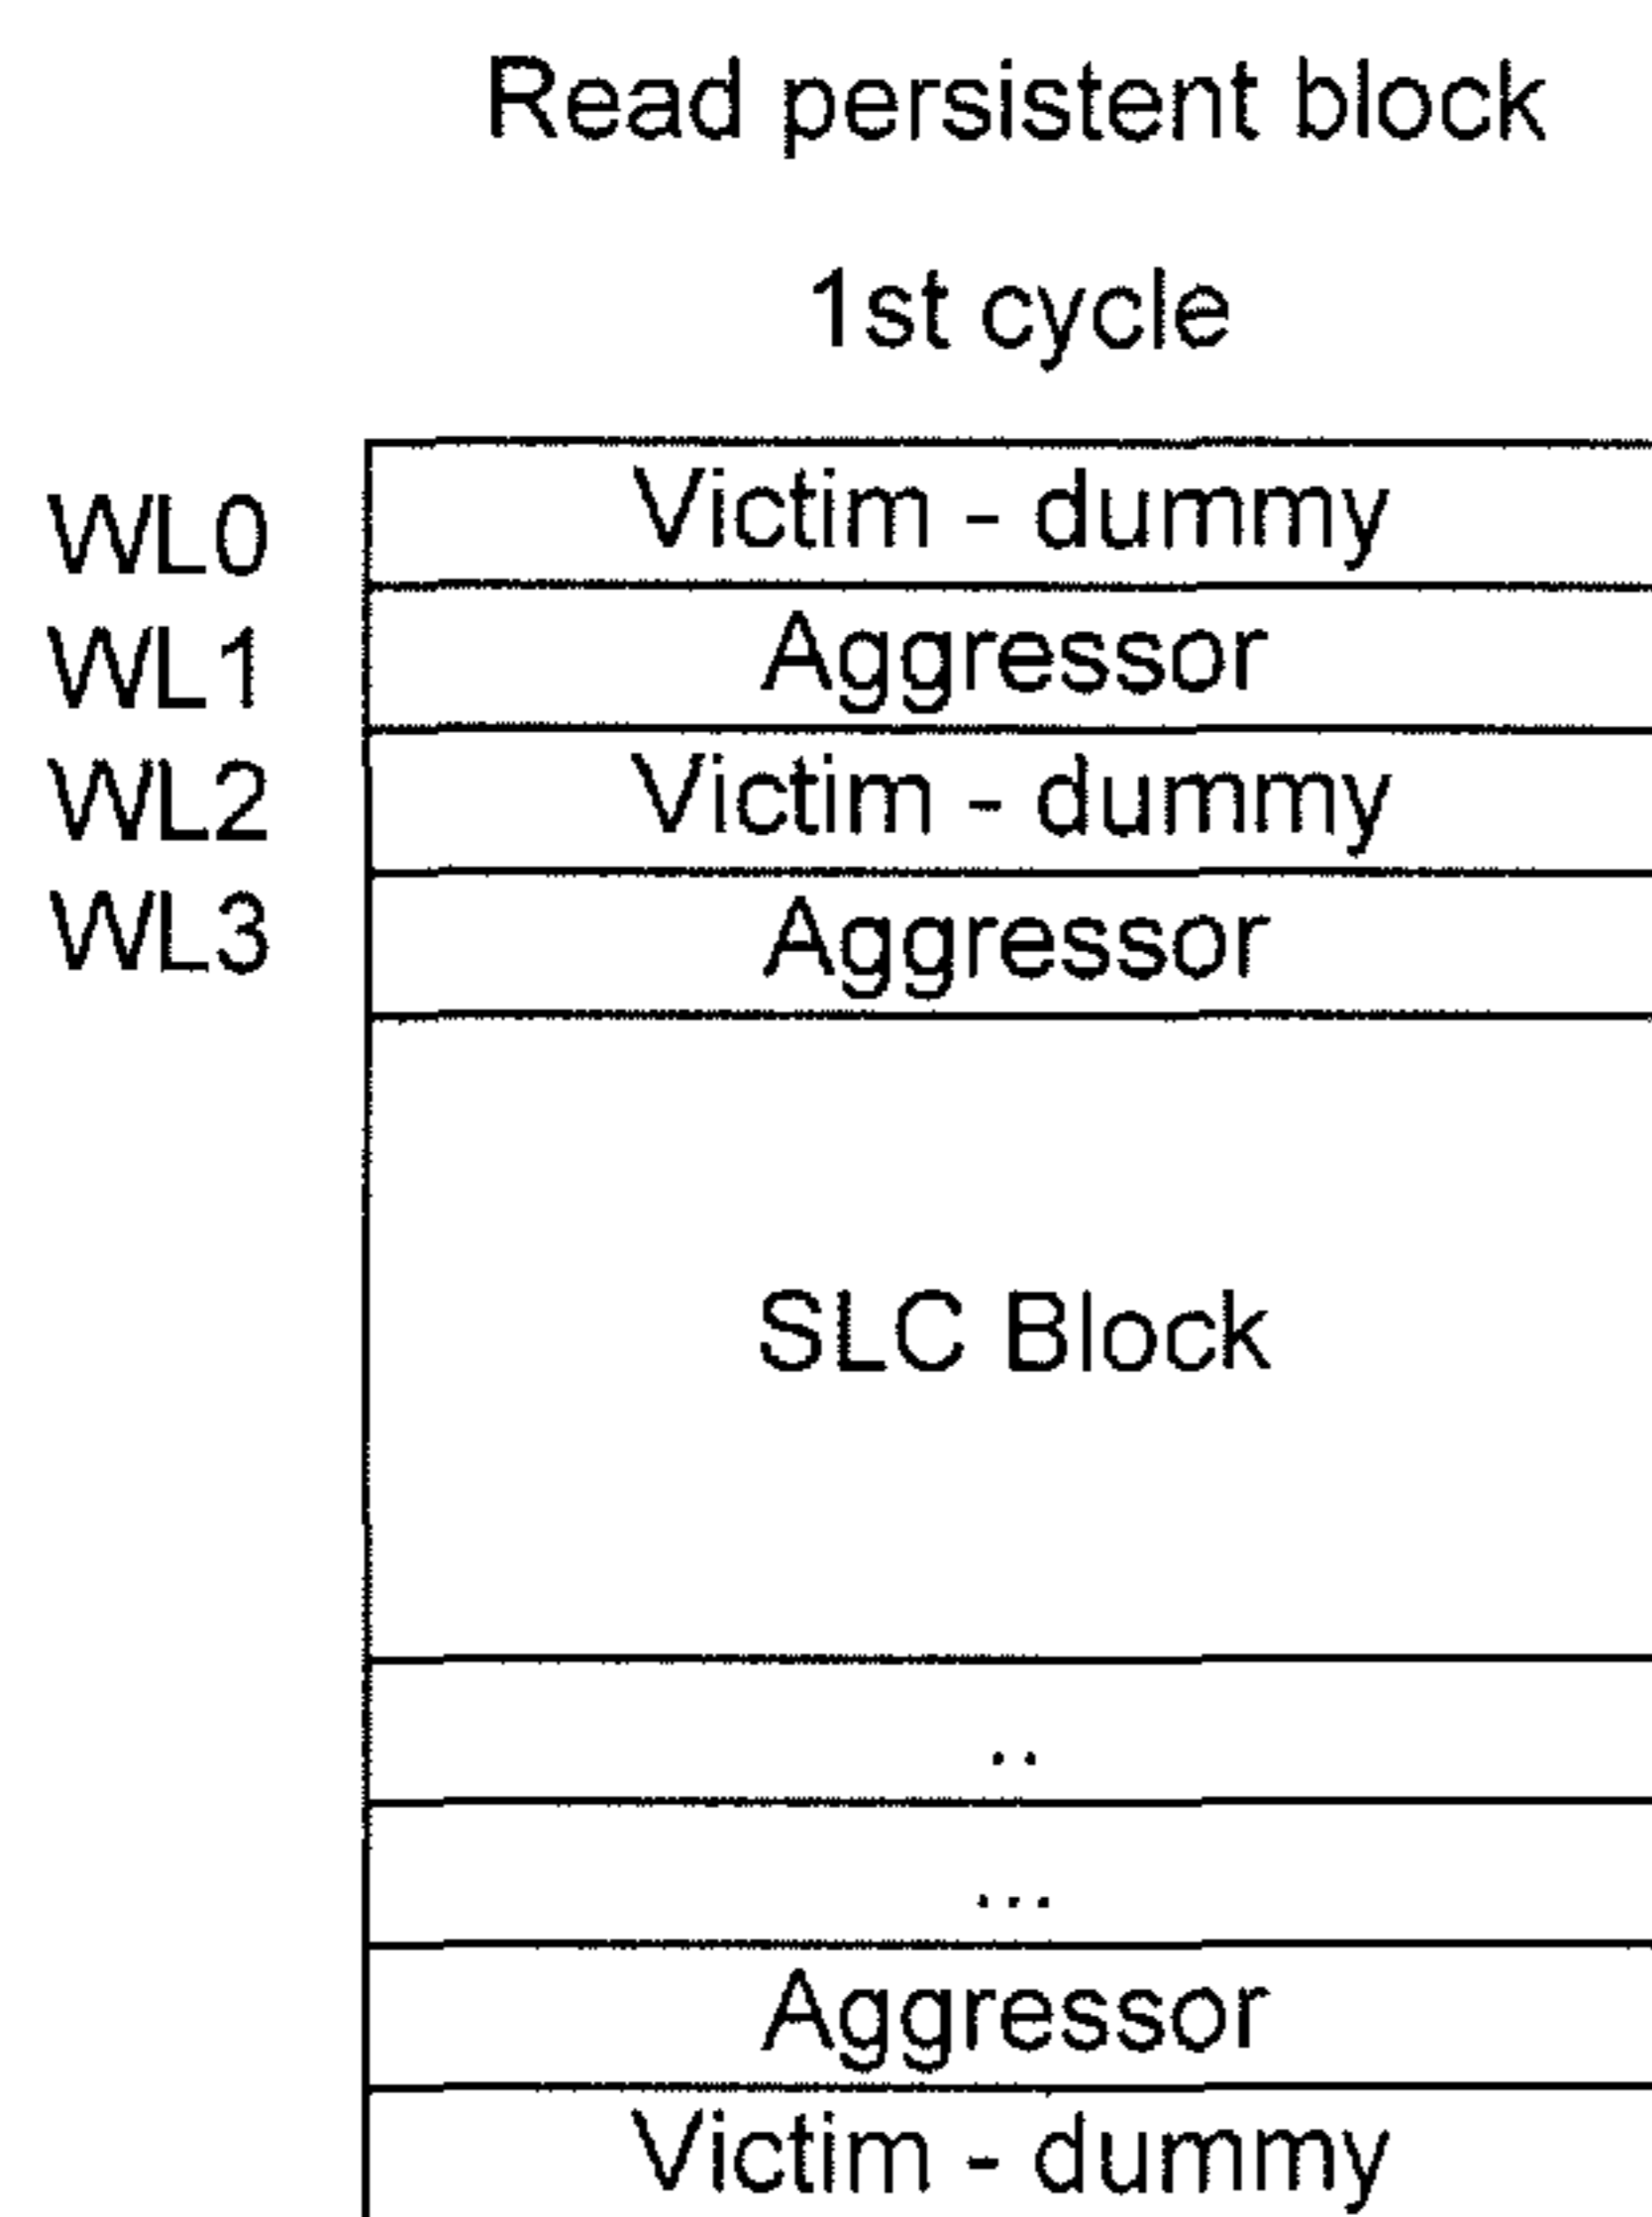 Read persistent block
1st cycle
WL0 Victim - dummy
WL1 Aggressor
WL2 Victim - dummy
WL3 Aggressor
SLC Block
..
...
Aggressor
Victim - dummy